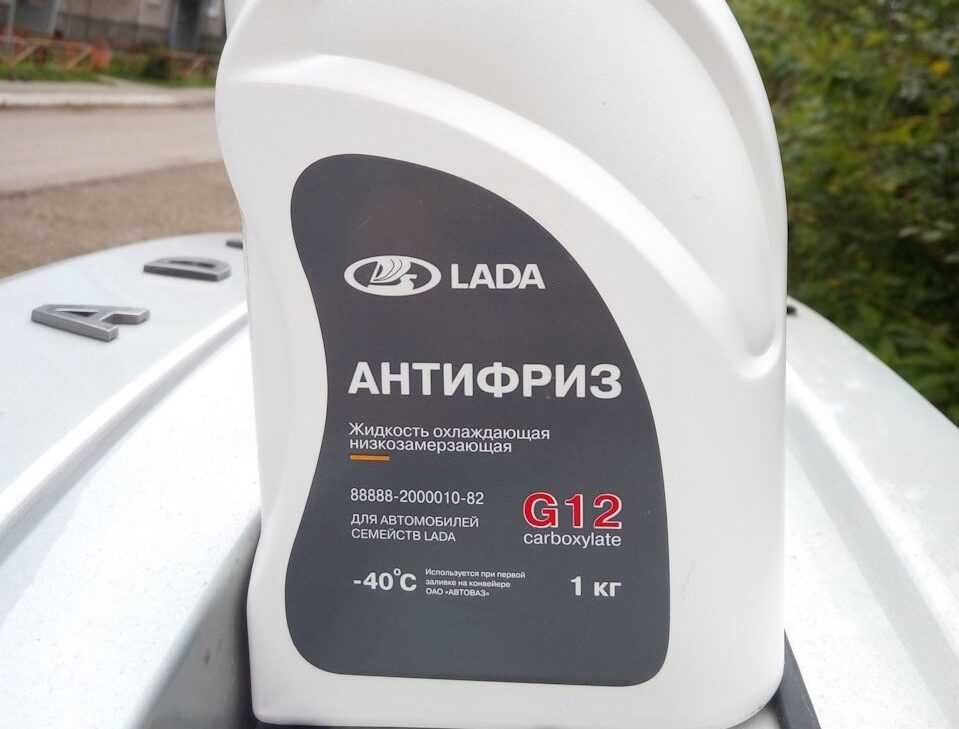 LADA
АНТИФРИЗ
Жидкость охлаждающая
низкозамерзающая
88888-2000010-82
ДЛЯ АВТОМОБИЛЕЙ
СЕМЕЙСТВ LADA
G12
carboxylate
-40°C
Используется при первой
заливке на конвейере
ОАО «АВТОВАЗ»
1 кг
A D